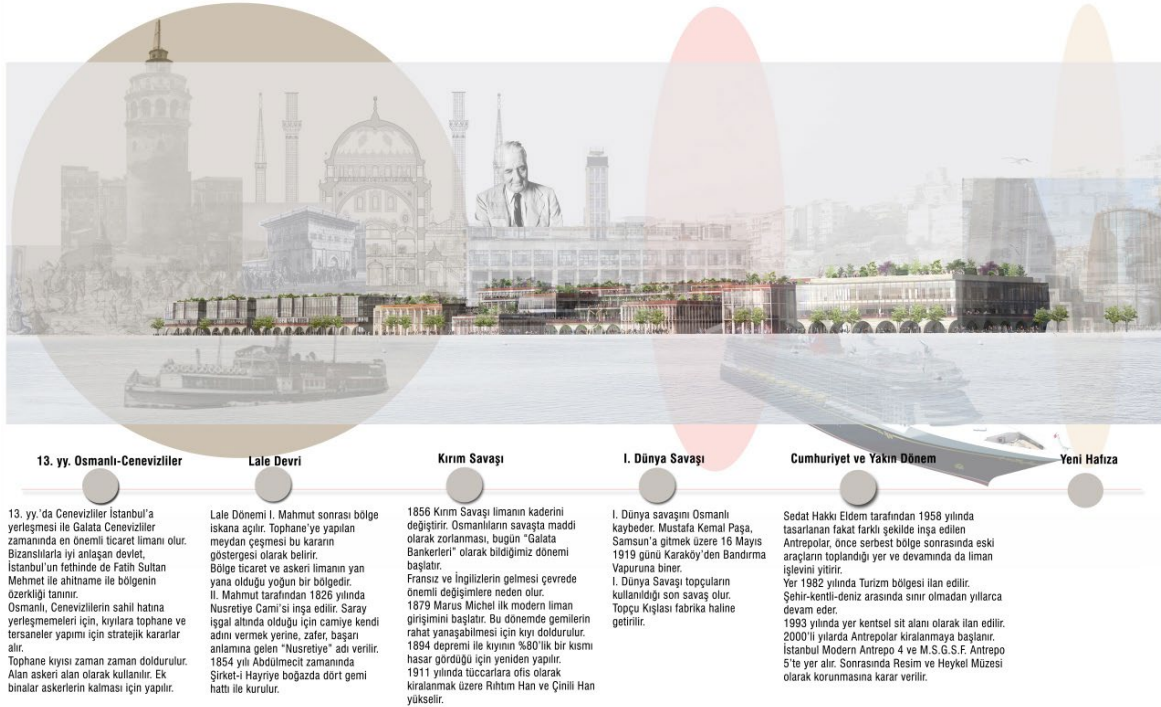 13. yy. Osmanlı-Cenevizliler
13. yy.'da Cenevizliler İstanbul'a
yerleşmesi ile Galata Cenevizliler
zamanında en önemli ticaret limanı olur.
Bizanslılarla iyi anlaşan devlet,
İstanbul'un fethinde de Fatih Sultan
Mehmet ile ahitname ile bölgenin
özerkliği tanınır.
Osmanlı, Cenevizlilerin sahil hatına
yerleşmemeleri için, kıyılara tophane ve
tersaneler yapımı için stratejik kararlar
alır.
Tophane kıyısı zaman zaman doldurulur.
Alan askeri alan olarak kullanılır. Ek
binalar askerlerin kalması için yapılır.
Lale Devri
Lale Dönemi I. Mahmut sonrası bölge
iskana açılır. Tophane'ye yapılan
meydan çeşmesi bu kararın
göstergesi olarak belirir.
Bölge ticaret ve askeri limanın yan
yana olduğu yoğun bir bölgedir.
II. Mahmut tarafından 1826 yılında
Nusretiye Cami'si inşa edilir. Saray
işgal altında olduğu için camiye kendi
adını vermek yerine, zafer, başarı
anlamına gelen "Nusretiye" adı verilir.
1854 yılı Abdülmecit zamanında
Şirket-i Hayriye boğazda dört gemi
hattı ile kurulur.
Kırım Savaşı
1856 Kırım Savaşı limanın kaderini
değiştirir. Osmanlıların savaşta maddi
olarak zorlanması, bugün "Galata
Bankerleri" olarak bildiğimiz dönemi
başlatır.
Fransız ve İngilizlerin gelmesi çevrede
önemli değişimlere neden olur.
1879 Marus Michel ilk modern liman
girişimini başlatır. Bu dönemde gemilerin
rahat yanaşabilmesi için kıyı doldurulur.
1894 depremi ile kıyının %80'lik bir kısmı
hasar gördüğü için yeniden yapılır.
1911 yılında tüccarlara ofis olarak
kiralanmak üzere Rıhtım Han ve Çinili Han
yükselir.
I. Dünya Savaşı
I. Dünya savaşını Osmanlı
kaybeder. Mustafa Kemal Paşa,
Samsun'a gitmek üzere 16 Mayıs
1919 günü Karaköy'den Bandırma
Vapuruna biner.
I. Dünya Savaşı topçuların
kullanıldığı son savaş olur.
Topçu Kışlası fabrika haline
getirilir.
Cumhuriyet ve Yakın Dönem
Sedat Hakkı Eldem tarafından 1958 yılında
tasarlanan fakat farklı şekilde inşa edilen
Antrepolar, önce serbest bölge sonrasında eski
araçların toplandığı yer ve devamında da liman
işlevini yitirir.
Yer 1982 yılında Turizm bölgesi ilan edilir.
Şehir-kentli-deniz arasında sınır olmadan yıllarca
devam eder.
1993 yılında yer kentsel sit alanı olarak ilan edilir.
2000'li yılarda Antrepolar kiralanmaya başlanır.
İstanbul Modern Antrepo 4 ve M.S.G.S.F. Antrepo
5'te yer alır. Sonrasında Resim ve Heykel Müzesi
olarak korunmasına karar verilir.
Yeni Hafıza